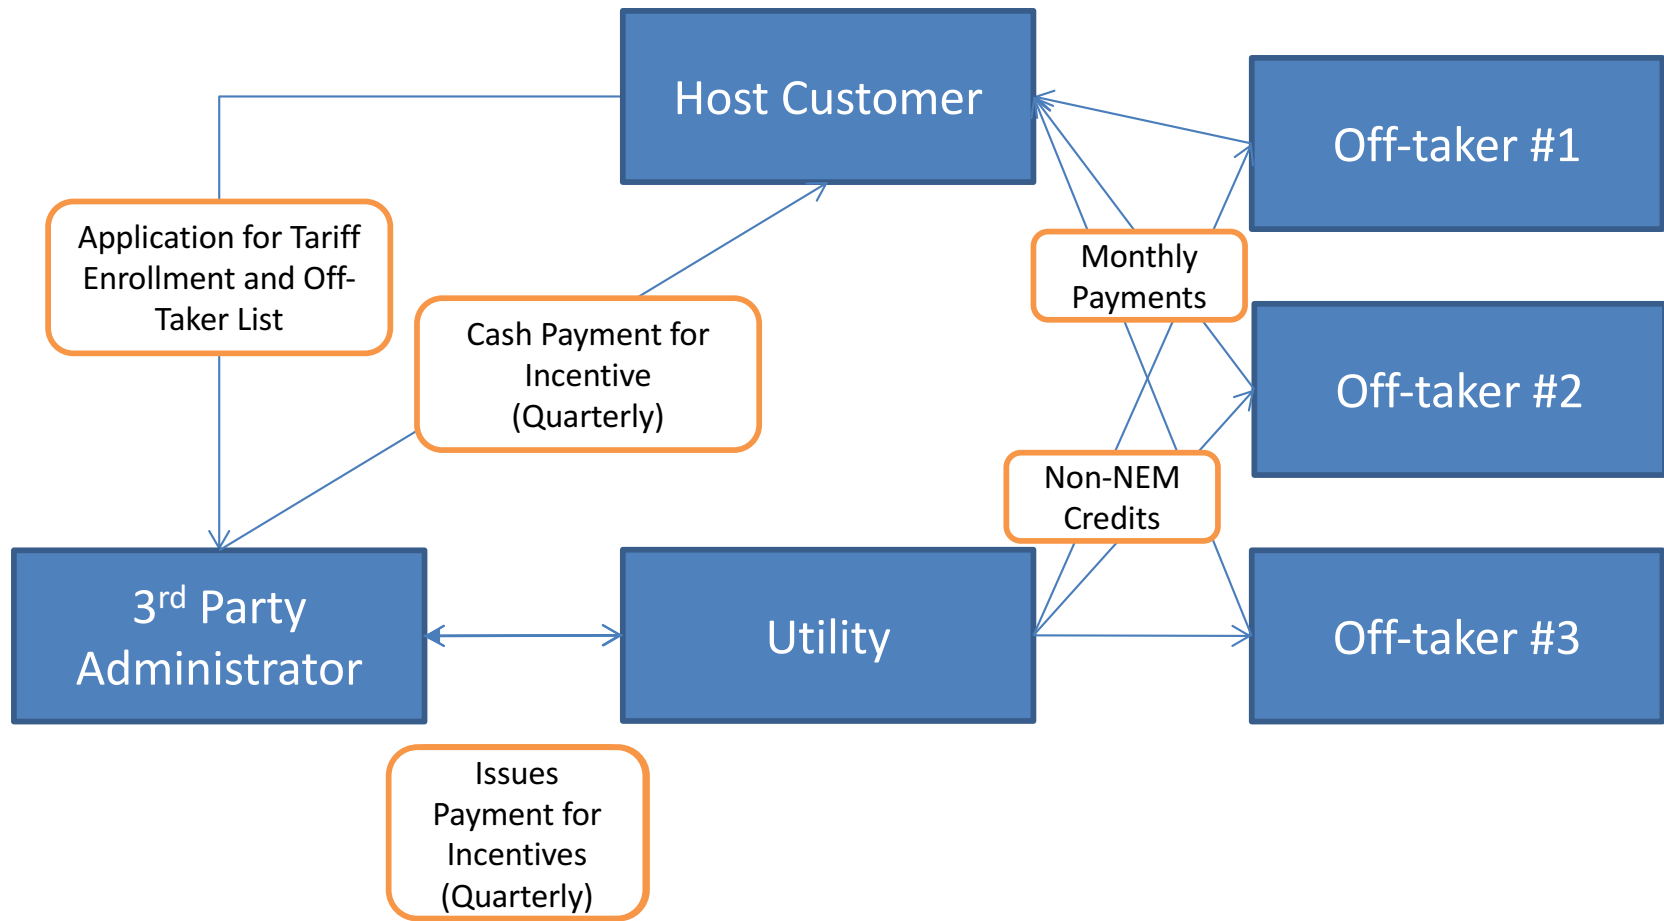 Host Customer
Off-taker #1
Application for Tariff
Enrollment and Off-
Taker List
Monthly
Payments
Cash Payment for
Incentive
(Quarterly)
Off-taker #2
Non-NEM
Credits
3rd Party
Administrator
Utility
Off-taker #3
Issues
Payment for
Incentives
(Quarterly)